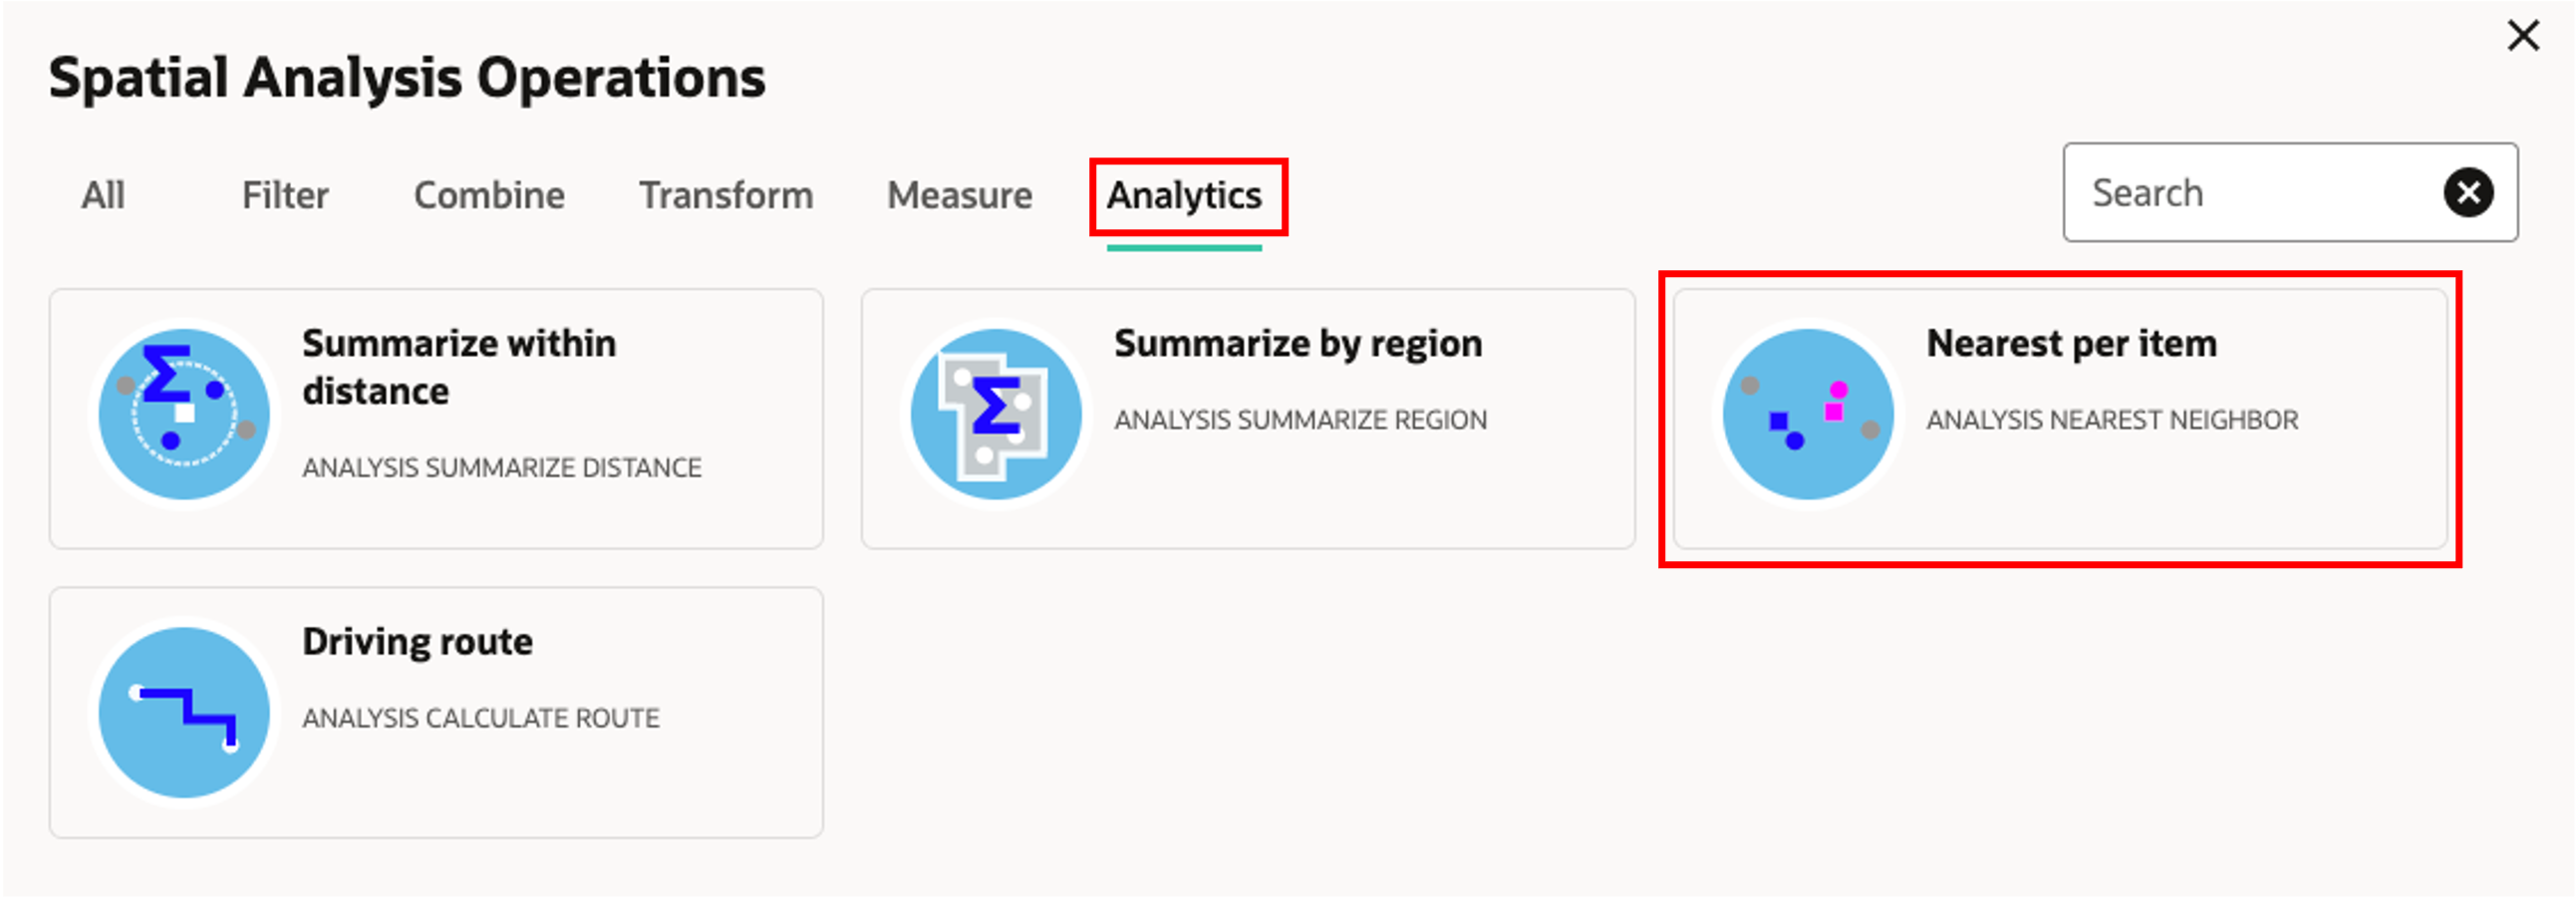 Spatial Analysis Operations
All
Filter
Combine
Transform
Measure
Analytics
Search
Summarize within
distance
ANALYSIS SUMMARIZE DISTANCE
Summarize by region
ANALYSIS SUMMARIZE REGION
Nearest per item
ANALYSIS NEAREST NEIGHBOR
Driving route
ANALYSIS CALCULATE ROUTE